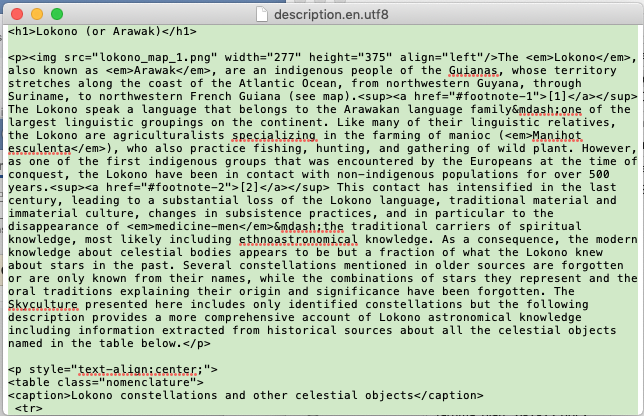 description.en.utf8
<h1>Lokono (or Arawak)</h1>
<p><img src="lokono_map_1.png" width="277" height="375" align="left"/>The <em>Lokono</em>,
also known as <em>Arawak</em>, are an indigenous people of the Guianas, whose territory
stretches along the coast of the Atlantic Ocean, from northwestern Guyana, through
Suriname, to northwestern French Guiana (see map).<sup><a href="#footnote-1">[1]</a></sup>
The Lokono speak a language that belongs to the Arawakan language family&mdash;one of the
largest linguistic groupings on the continent. Like many of their linguistic relatives,
the Lokono are agriculturalists specializing in the farming of manioc (<em>Manihot
esculenta</em>), who also practice fishing, hunting, and gathering of wild plant. However,
as one of the first indigenous groups that was encountered by the Europeans at the time of
conquest, the Lokono have been in contact with non-indigenous populations for over 500
years.<sup><a href="#footnote-2">[2]</a></sup> This contact has intensified in the last
century, leading to a substantial loss of the Lokono language, traditional material and
immaterial culture, changes in subsistence practices, and in particular to the
disappearance of <em>medicine-men</em>&mdash;the traditional carriers of spiritual
knowledge, most likely including ethnoastronomical knowledge. As a consequence, the modern
knowledge about celestial bodies appears to be but a fraction of what the Lokono knew
about stars in the past. Several constellations mentioned in older sources are forgotten
or are only known from their names, while the combinations of stars they represent and the
oral traditions explaining their origin and significance have been forgotten. The
Skyculture presented here includes only identified constellations but the following
description provides a more comprehensive account of Lokono astronomical knowledge
including information extracted from historical sources about all the celestial objects
named in the table below.</p>
<p style="text-align:center;">
<table class="nomenclature">
<caption>Lokono constellations and other celestial objects</caption>
<tr>